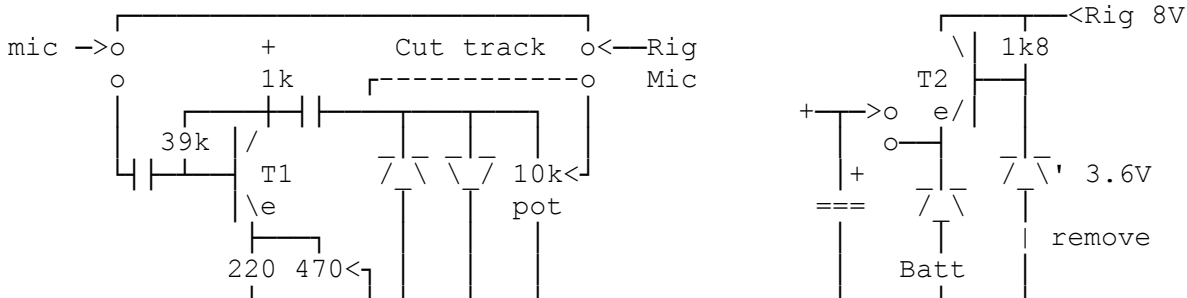 <Rig 8V
mic —>o + Cut track o<——Rig 1k8
o 1k o Mic T2
+ >o e/
39k o
T1 10k< + 3.6V
e pot ===
remove
220 470< Batt